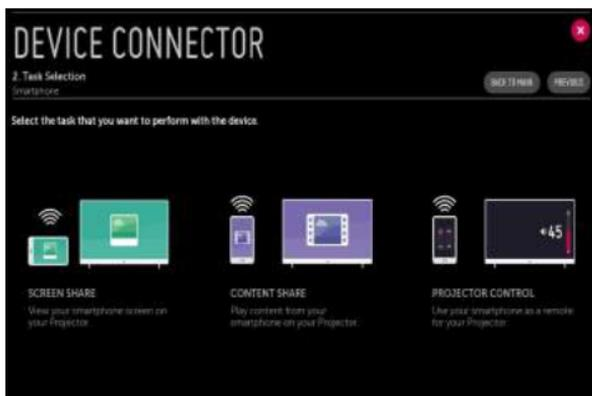 DEVICE CONNECTOR
x
2. Task Selection
Smartphone
BACK TO MAIN
PREVIOUS
Select the task that you want to perform with the device.
45
SCREEN SHARE
View your smartphone screen on
your Projector.
CONTENT SHARE
Play content from your
smartphone on your Projector.
PROJECTOR CONTROL
Use your smartphone as a remote
for your Projector.